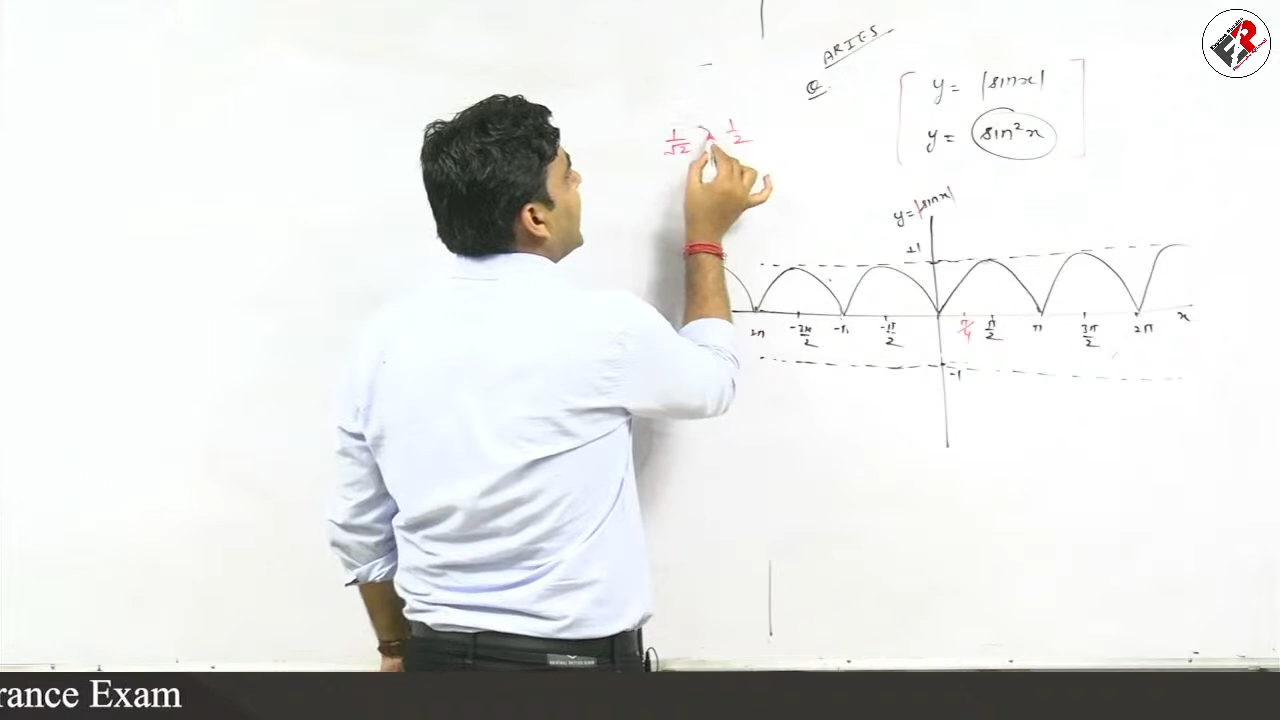 ARIES
Q.
y = |sinx|
y = sin²x
1/√2 > 1/2
y=|sinx|
+1
2π -3π/2 -π -π/2 π/4 π/2 π 3π/2 2π x
-1
rance Exam